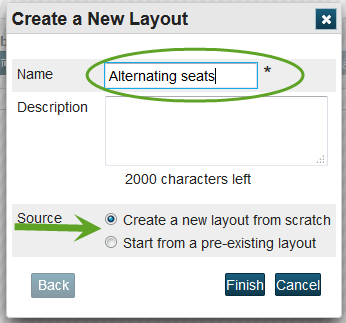 Create a New Layout
Name Alternating seats *
Description
2000 characters left
Source Create a new layout from scratch
Start from a pre-existing layout
Back Finish Cancel